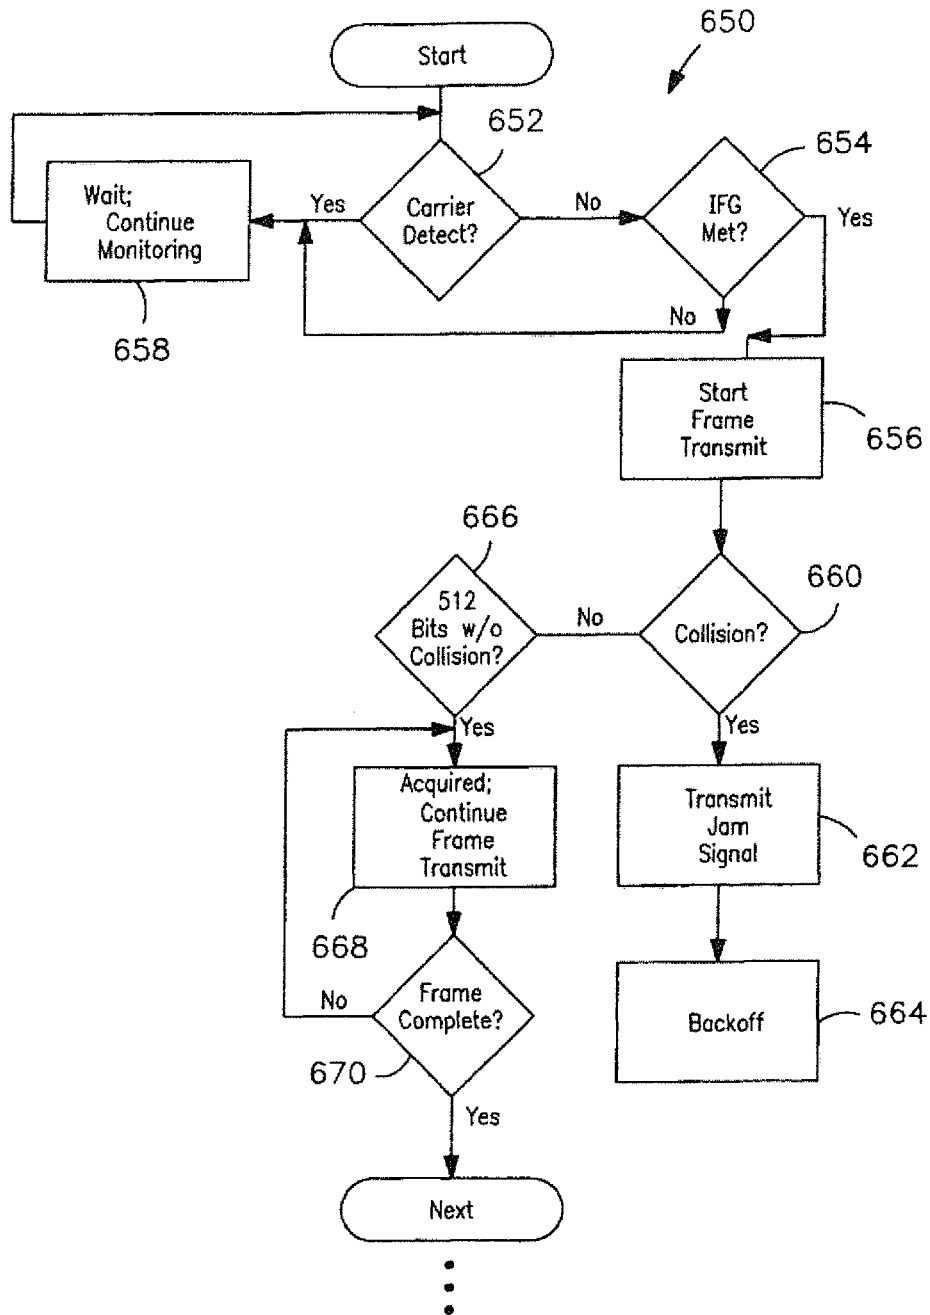 650
Start
652
654
Wait;
Continue
Monitoring
Yes
Carrier
Detect?
No
IFG
Met?
Yes
No
658
Start
Frame
Transmit
656
666
512
Bits w/o
Collision?
No
Collision?
660
Yes
Yes
Acquired;
Continue
Frame
Transmit
Transmit
Jam
Signal
662
668
No
Frame
Complete?
Backoff
664
670
Yes
Next